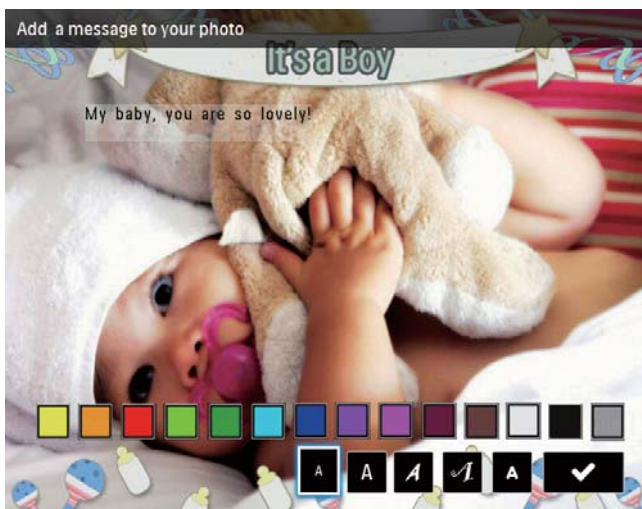 Add a message to your photo
It's a Boy
My baby, you are so lovely!
A A A A A